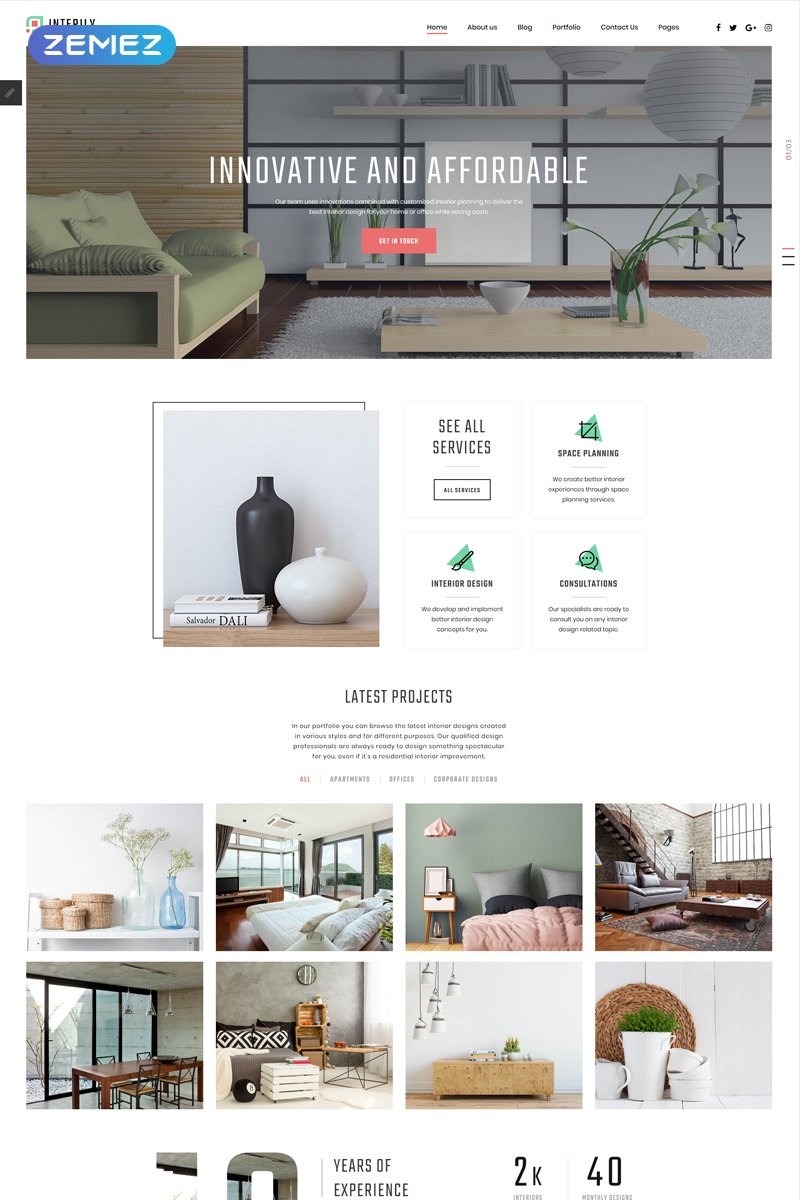 INTERILY
ZEMEZ
Home About us Blog Portfolio Contact Us Pages
01/03
INNOVATIVE AND AFFORDABLE
Our team uses innovations combined with customized interior planning to deliver the
best interior design for your home or office while saving costs.
GET IN TOUCH
SEE ALL
SERVICES
ALL SERVICES
SPACE PLANNING
We create better interior
experiences through space
planning services.
Salvador DALI
INTERIOR DESIGN
We develop and implement
better interior design
concepts for you.
CONSULTATIONS
Our specialists are ready to
consult you on any interior
design related topic.
LATEST PROJECTS
In our portfolio you can browse the latest interior designs created
in various styles and for different purposes. Our qualified design
professionals are always ready to design something spectacular
for you, even if it's a residential interior improvement.
ALL APARTMENTS OFFICES CORPORATE DESIGNS
YEARS OF
EXPERIENCE
2K
INTERIORS
40
MONTHLY DESIGNS